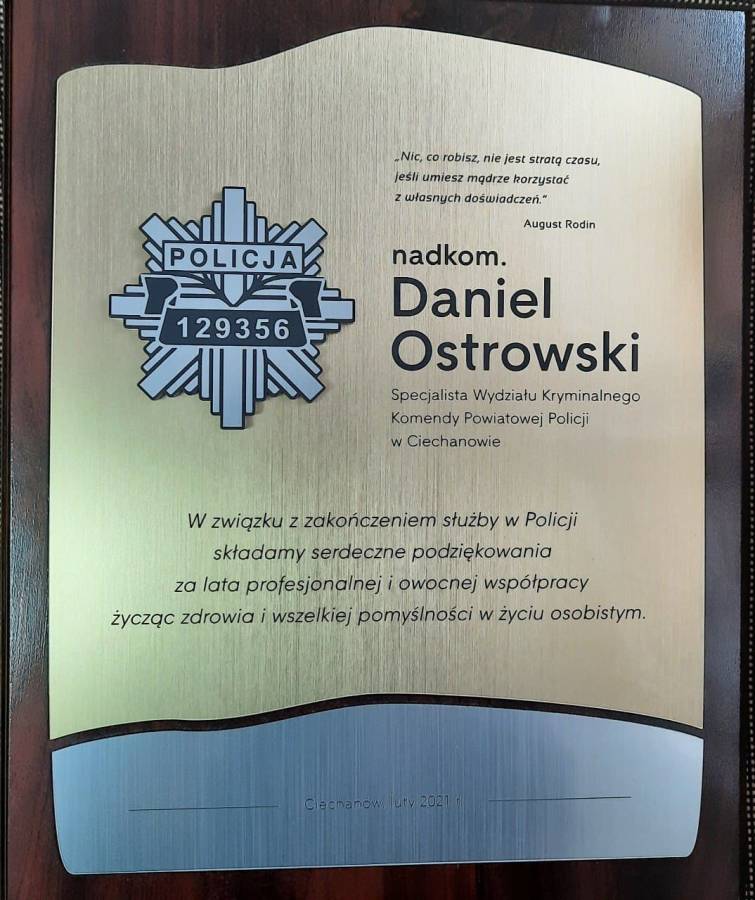 „Nic, co robisz, nie jest stratą czasu,
jeśli umiesz mądrze korzystać
z własnych doświadczeń."
August Rodin
POLICJA
129356
nadkom.
Daniel
Ostrowski
Specjalista Wydziału Kryminalnego
Komendy Powiatowej Policji
w Ciechanowie
W związku z zakończeniem służby w Policji
składamy serdeczne podziękowania
za lata profesjonalnej i owocnej współpracy
życząc zdrowia i wszelkiej pomyślności w życiu osobistym.
Ciechanów, luty 2021 r.